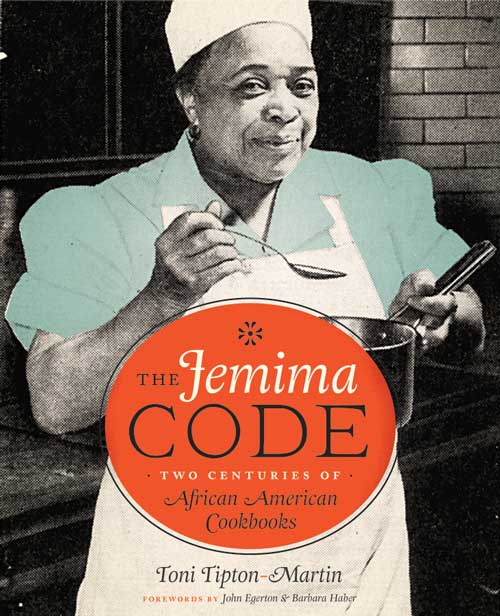 THE Jemima
CODE
· TWO CENTURIES OF ·
African American
Cookbooks
Toni Tipton-Martin
FOREWORDS BY John Egerton & Barbara Haber